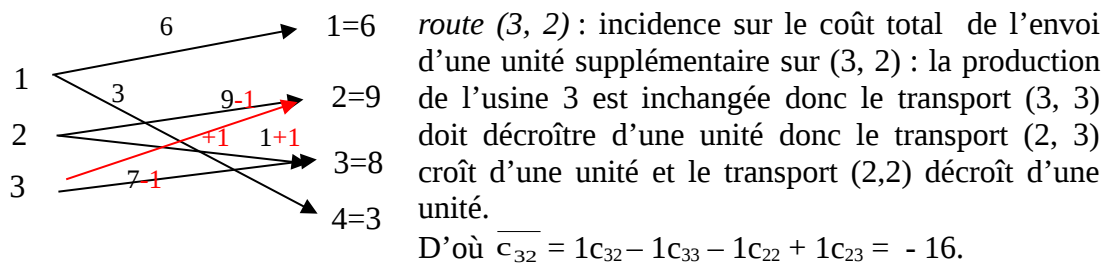 6
1=6
1
3
9-1
2=9
2
+1
1+1
3=8
3
7-1
4=3
route (3, 2) : incidence sur le coût total de l’envoi
d’une unité supplémentaire sur (3, 2) : la production
de l’usine 3 est inchangée donc le transport (3, 3)
doit décroître d’une unité donc le transport (2, 3)
croît d’une unité et le transport (2,2) décroît d’une
unité.
D’où c̅₃₂ = 1c₃₂ – 1c₃₃ – 1c₂₂ + 1c₂₃ = - 16.